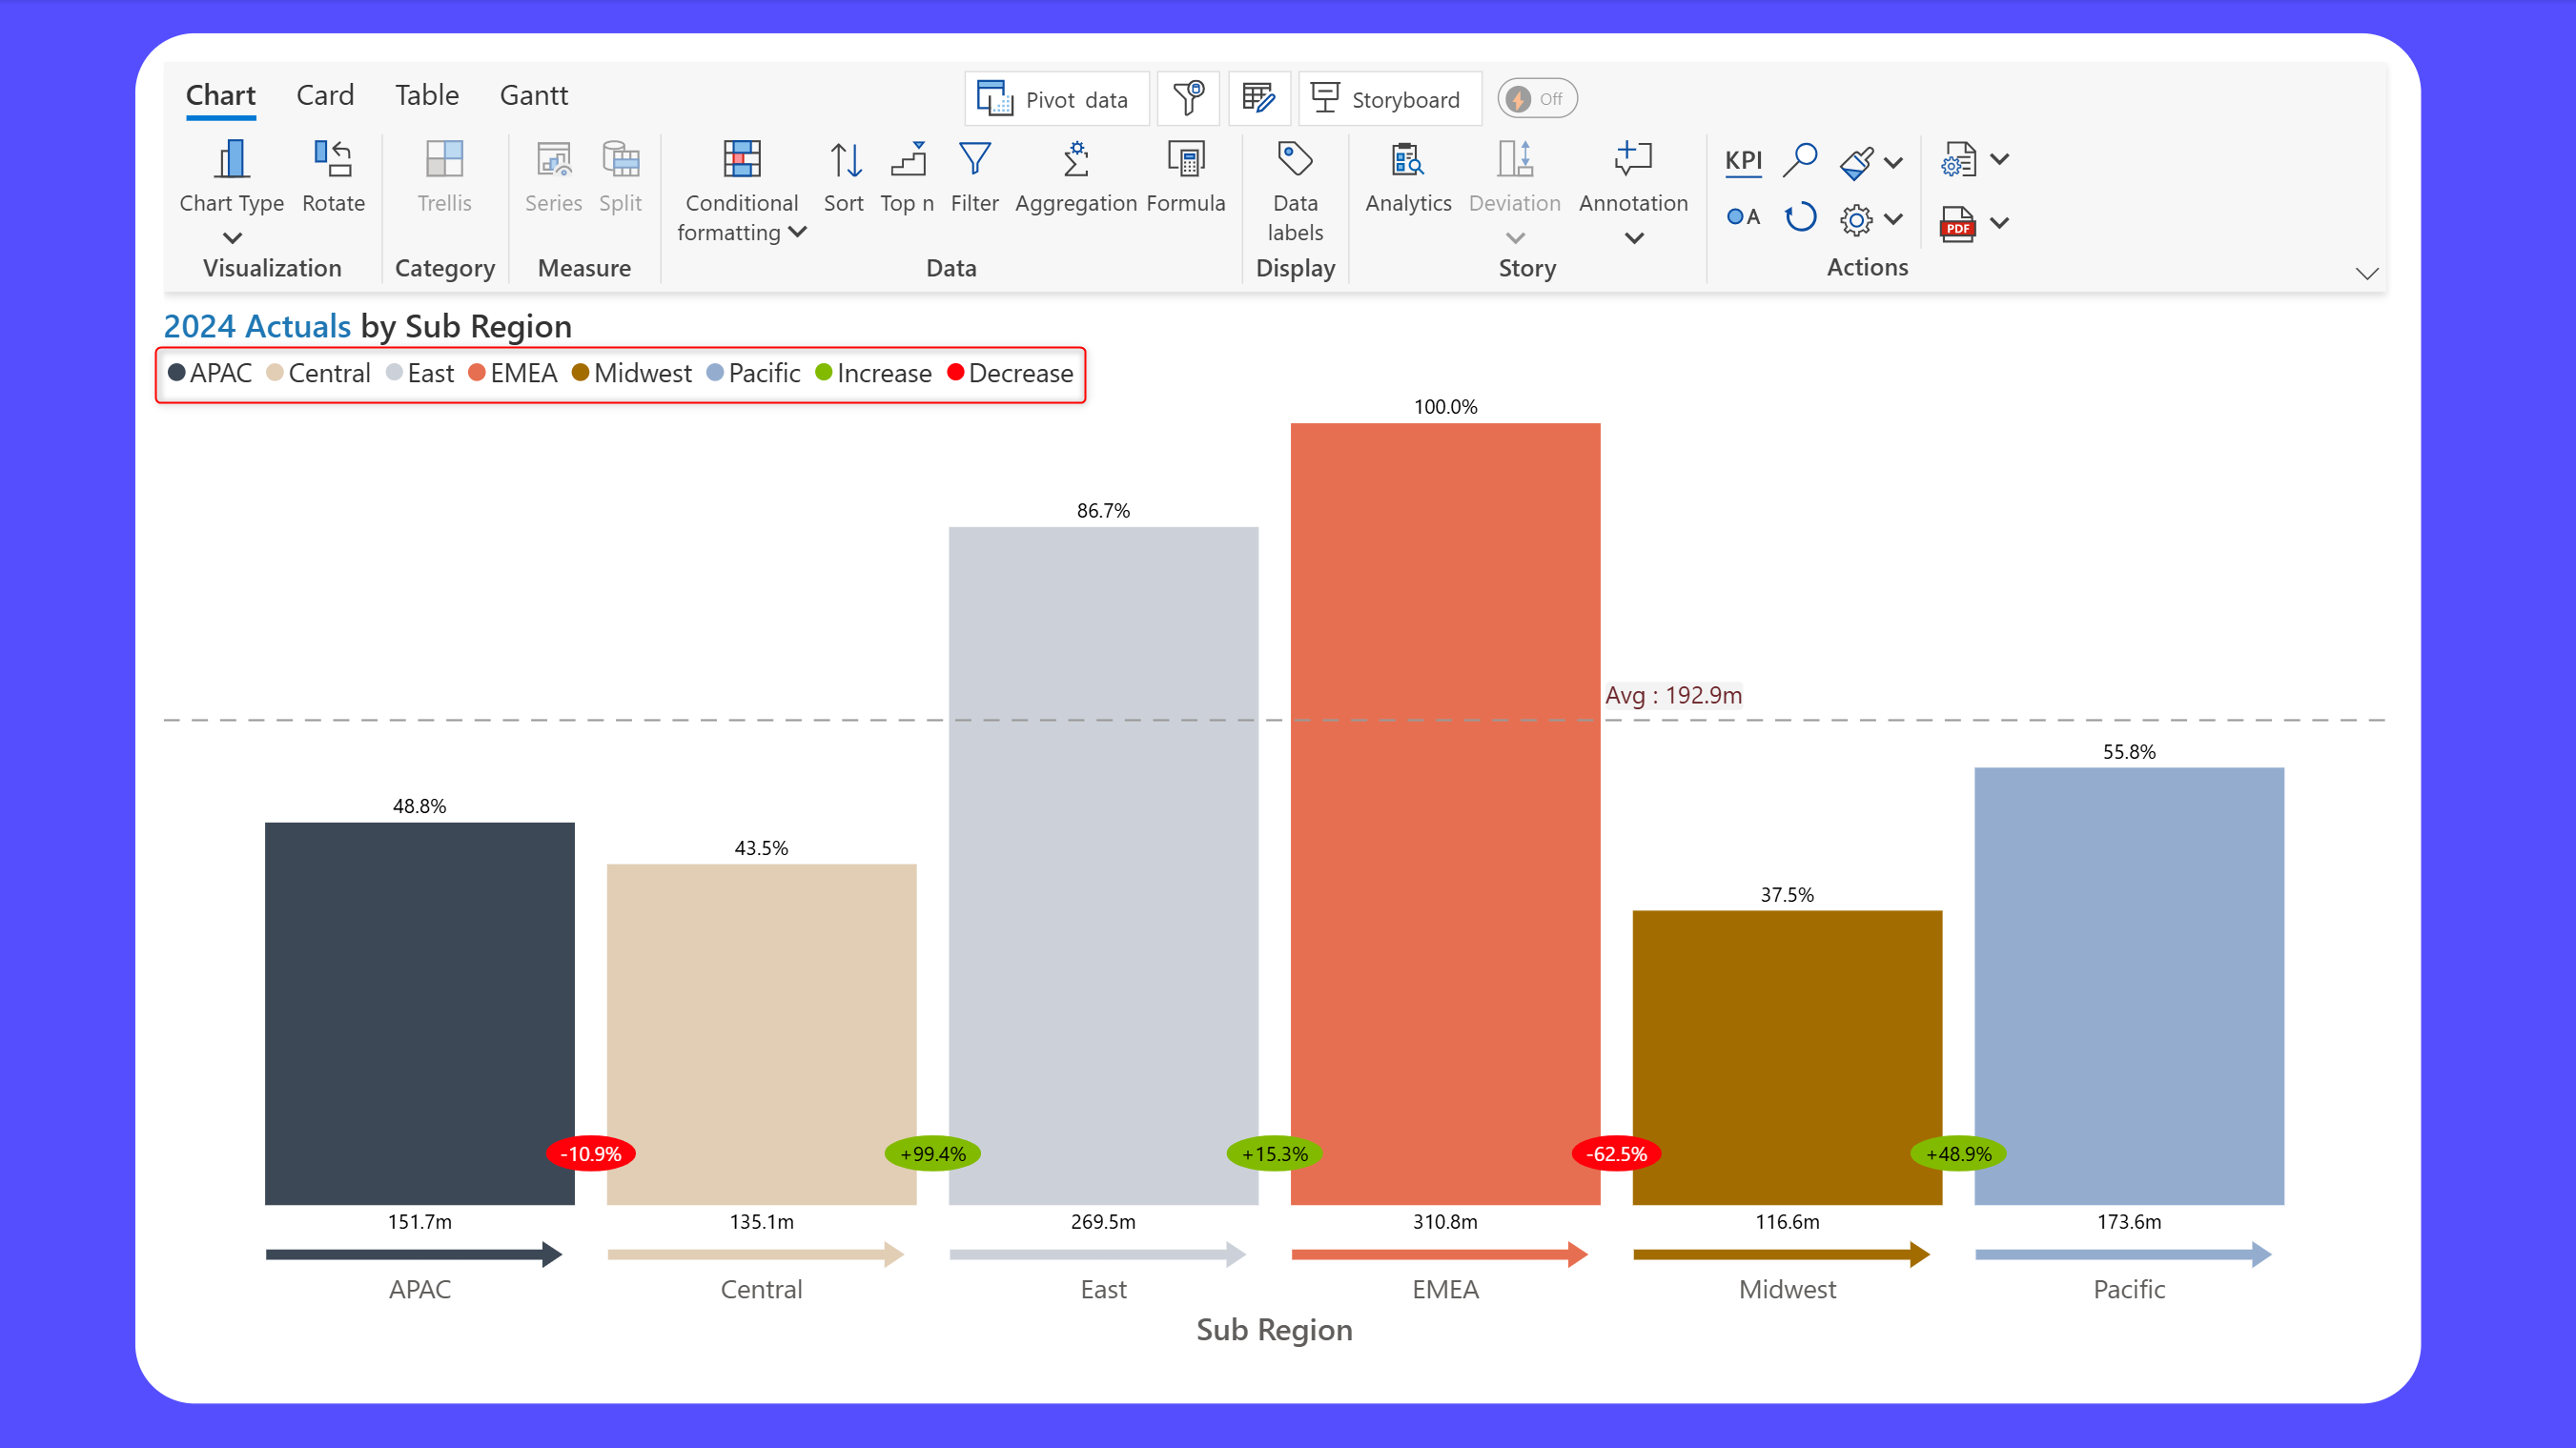 Chart Card Table Gantt
Pivot data Storyboard Off
Chart Type Rotate Trellis Series Split Conditional formatting Sort Top n Filter Aggregation Formula Data labels Analytics Deviation Annotation KPI
A PDF
Visualization Category Measure Data Display Story Actions
2024 Actuals by Sub Region
APAC Central East EMEA Midwest Pacific Increase Decrease
100.0%
86.7%
Avg : 192.9m
55.8%
48.8%
43.5%
37.5%
-10.9% +99.4% +15.3% -62.5% +48.9%
151.7m 135.1m 269.5m 310.8m 116.6m 173.6m
APAC Central East EMEA Midwest Pacific
Sub Region